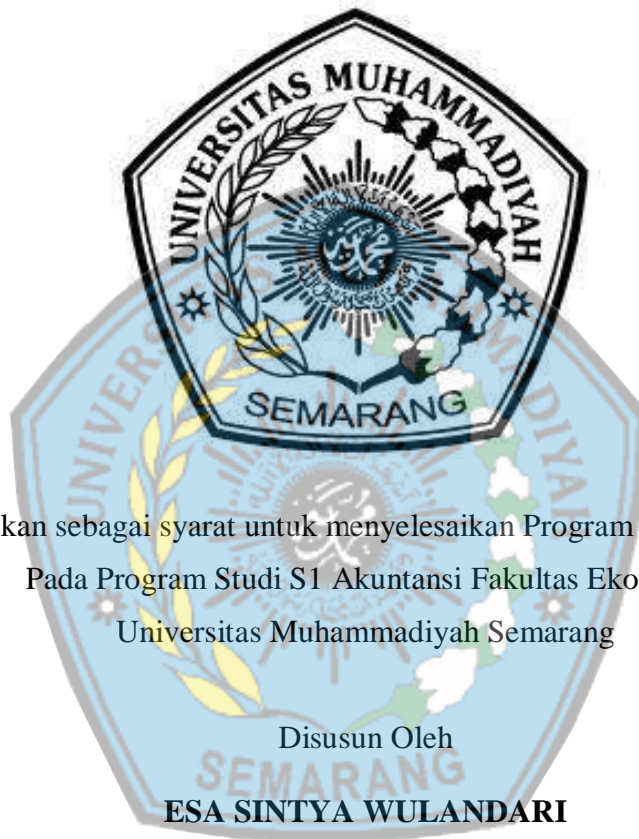 UNIVERSITAS MUHAMMADIYAH
SEMARANG
kan sebagai syarat untuk menyelesaikan Program
Pada Program Studi S1 Akuntansi Fakultas Eko
Universitas Muhammadiyah Semarang
Disusun Oleh
SEMARANG
ESA SINTYA WULANDARI